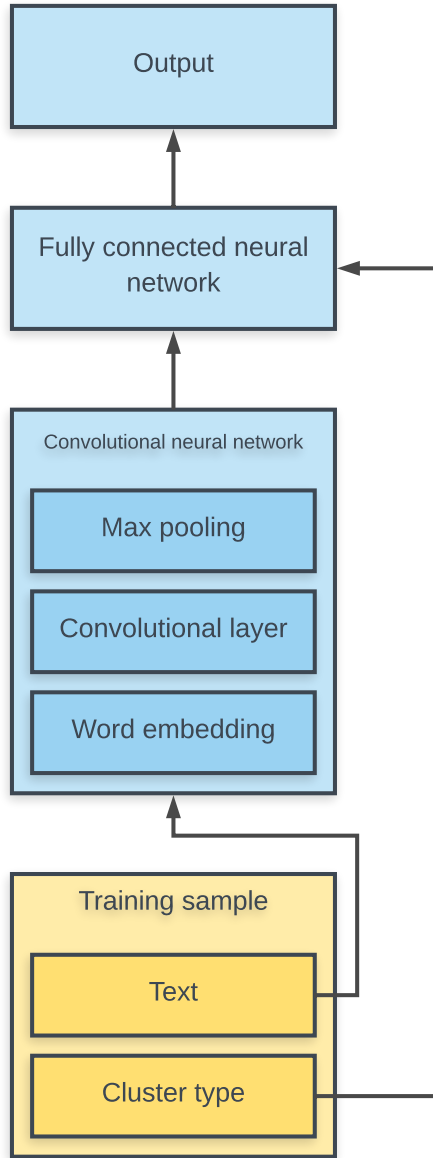 Output
Fully connected neural
network
Convolutional neural network
Max pooling
Convolutional layer
Word embedding
Training sample
Text
Cluster type